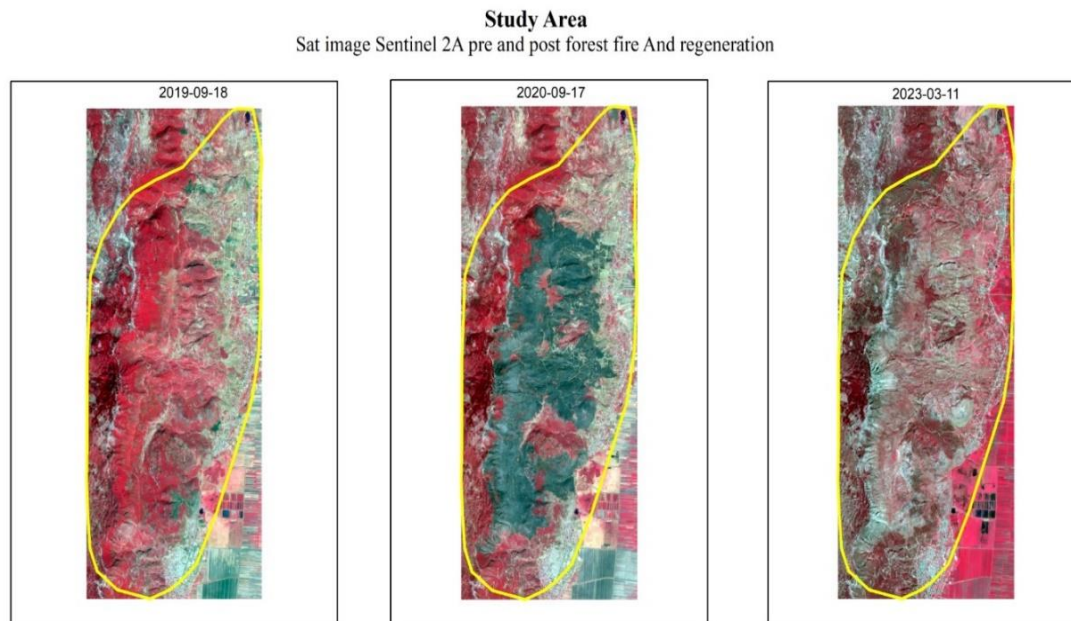 Study Area
Sat image Sentinel 2A pre and post forest fire And regeneration
2019-09-18
2020-09-17
2023-03-11